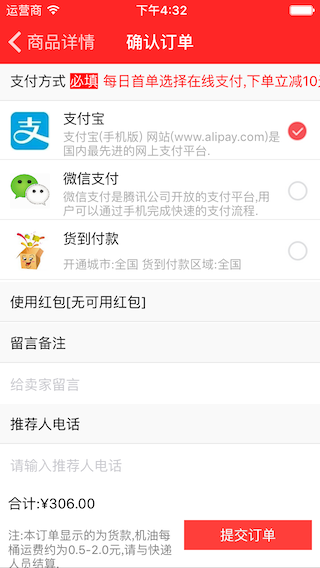 运营商 下午4:32
商品详情 确认订单
支付方式 必填 每日首单选择在线支付,下单立减10
支付宝
支付宝(手机版) 网站(www.alipay.com)是
国内最先进的网上支付平台.
微信支付
微信支付是腾讯公司开放的支付平台,用
户可以通过手机完成快速的支付流程.
货到付款
开通城市:全国 货到付款区域:全国
使用红包[无可用红包]
留言备注
给卖家留言
推荐人电话
请输入推荐人电话
合计:¥306.00
注:本订单显示的为货款,机油每
桶运费约为0.5-2.0元,请与快递
人员结算.
提交订单